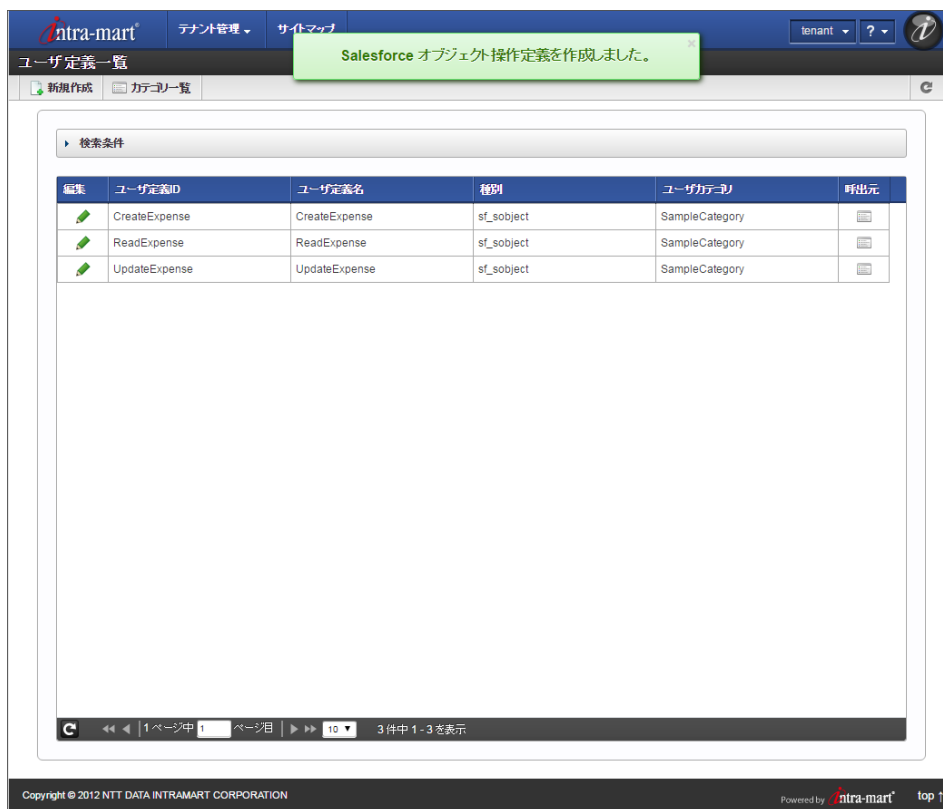 intra-mart テナント管理 サイトマップ tenant ?
Salesforce オブジェクト操作定義を作成しました。 ×
ユーザ定義一覧
新規作成 カテゴリ一覧
検索条件
編集 ユーザ定義ID ユーザ定義名 種別 ユーザカテゴリ 呼出元
CreateExpense CreateExpense sf_sobject SampleCategory
ReadExpense ReadExpense sf_sobject SampleCategory
UpdateExpense UpdateExpense sf_sobject SampleCategory
1 ページ中 1 ページ目 10 3 件中 1 - 3 を表示
Copyright © 2012 NTT DATA INTRAMART CORPORATION Powered by intra-mart top ↑